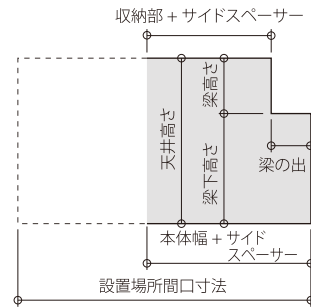 収納部 + サイドスペーサー
天井高さ
梁高さ
梁下高さ
梁の出
本体幅 + サイド
スペーサー
設置場所間口寸法